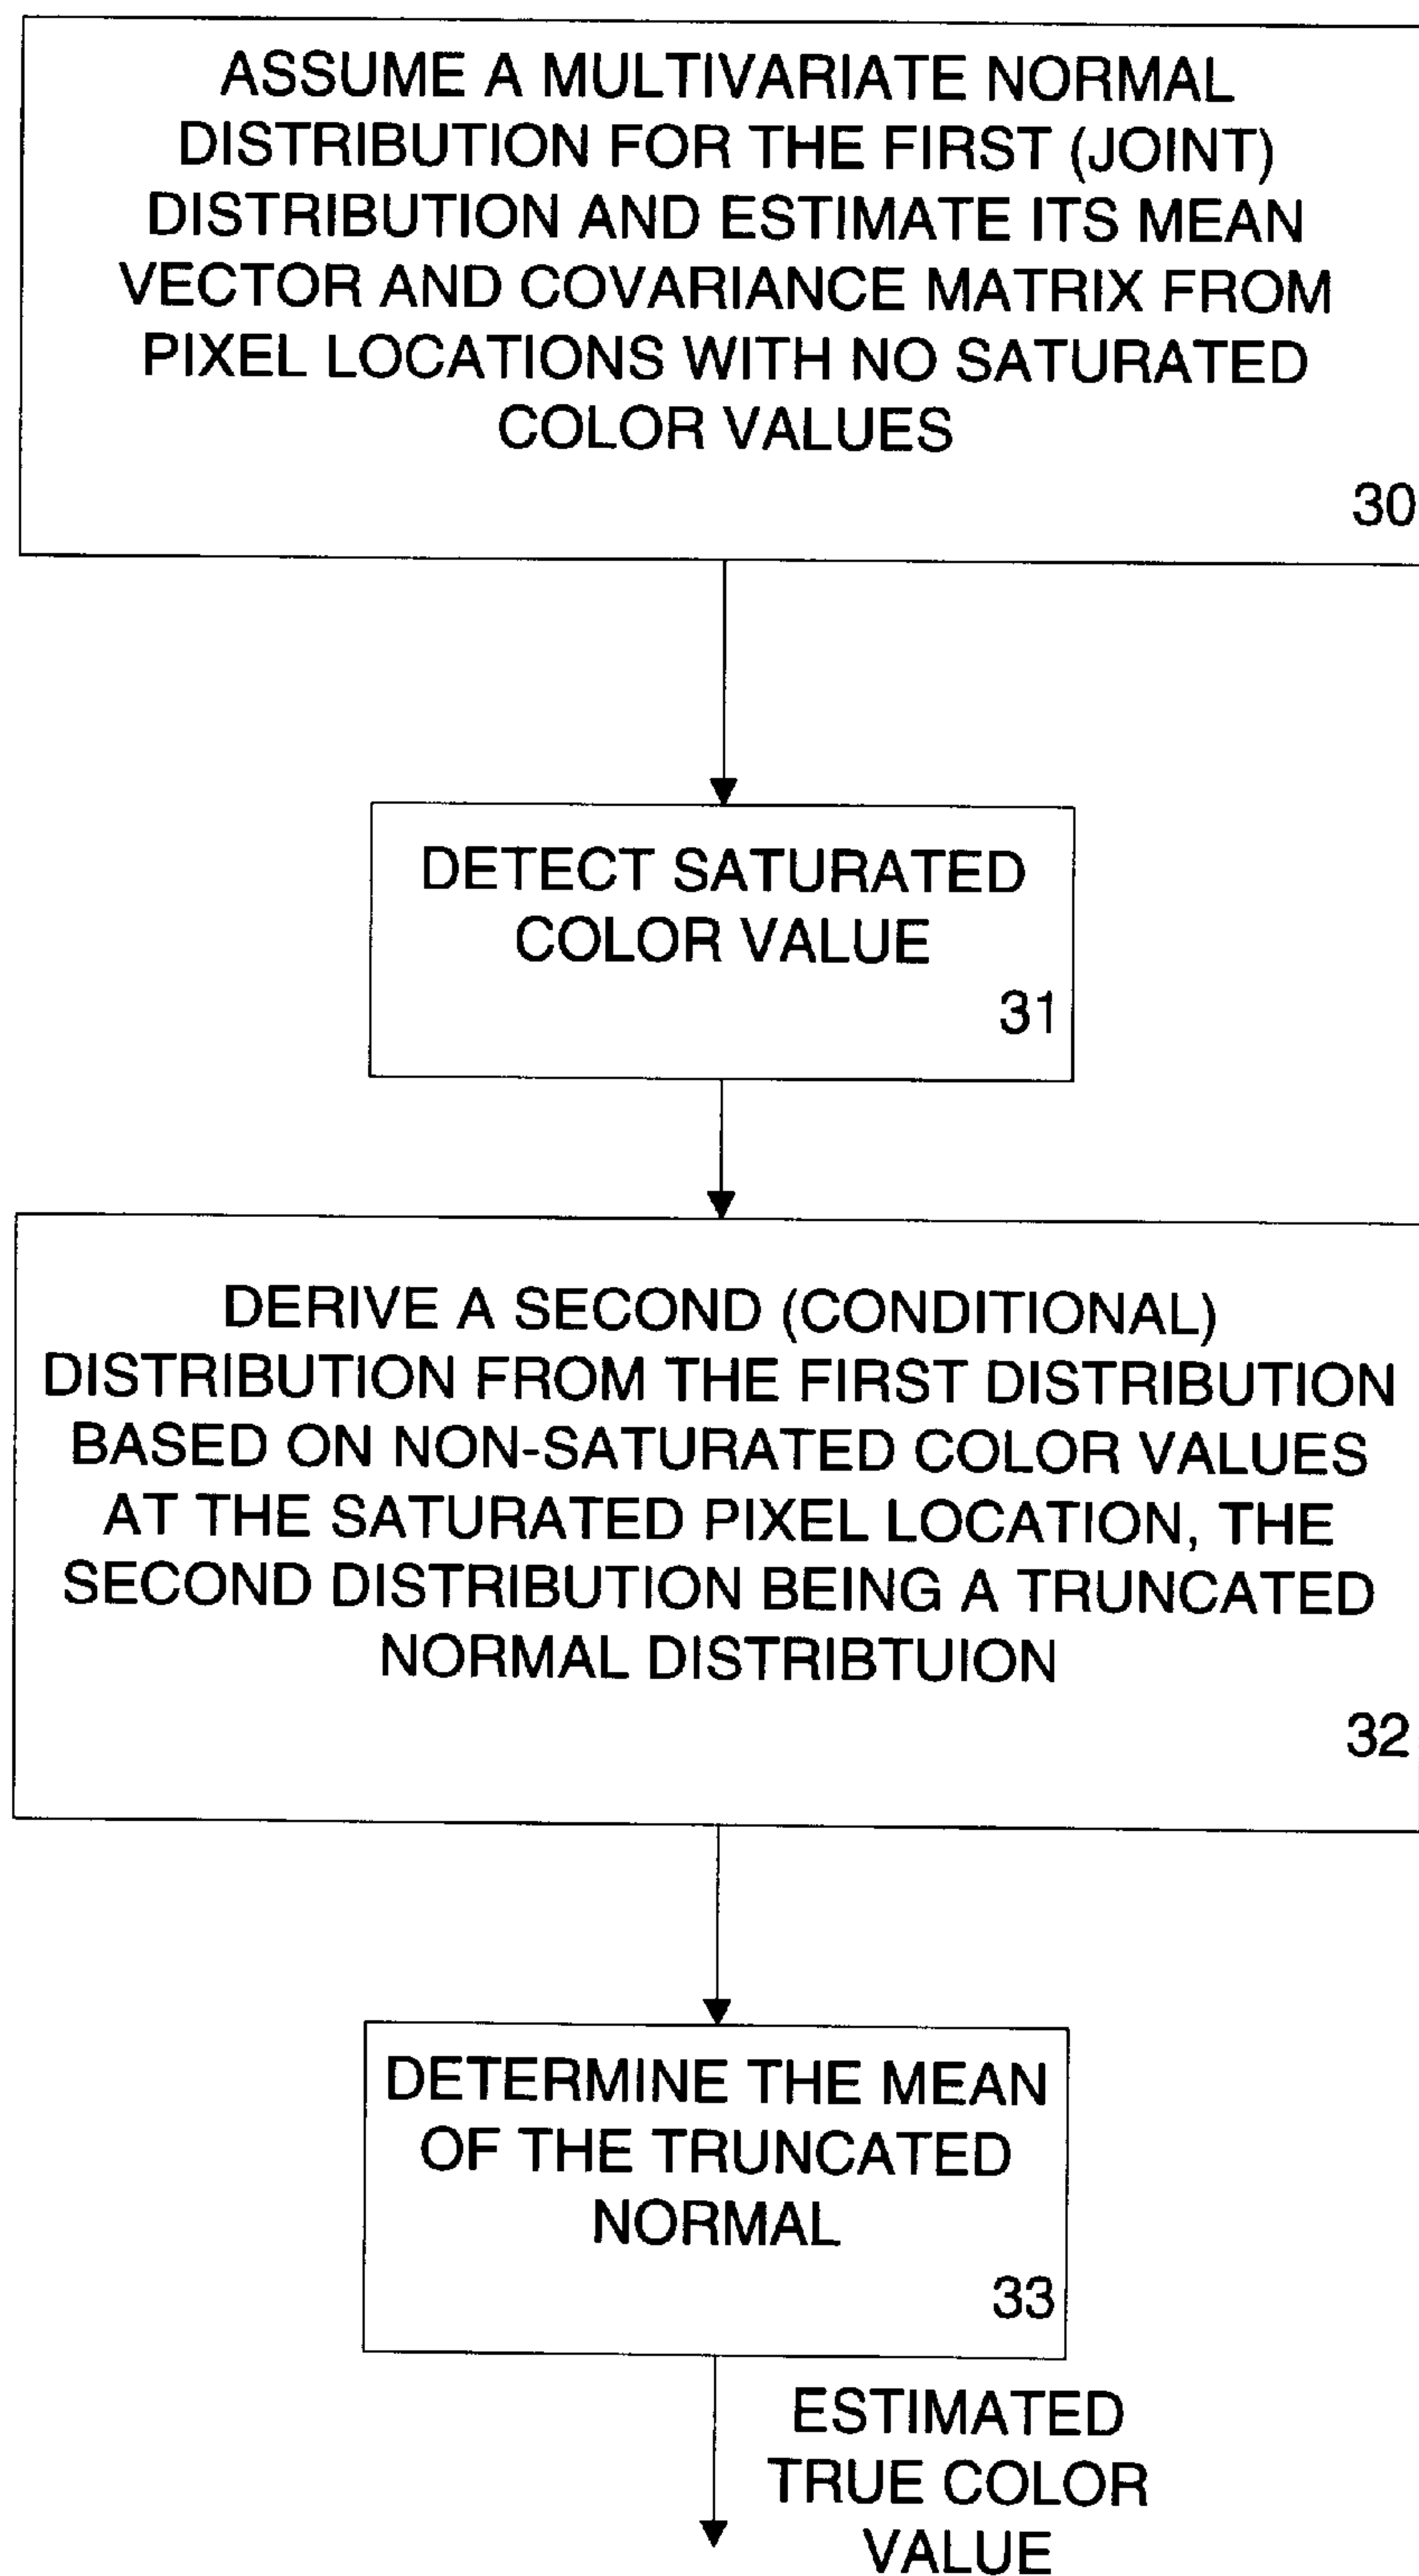 ASSUME A MULTIVARIATE NORMAL
DISTRIBUTION FOR THE FIRST (JOINT)
DISTRIBUTION AND ESTIMATE ITS MEAN
VECTOR AND COVARIANCE MATRIX FROM
PIXEL LOCATIONS WITH NO SATURATED
COLOR VALUES
30
DETECT SATURATED
COLOR VALUE
31
DERIVE A SECOND (CONDITIONAL)
DISTRIBUTION FROM THE FIRST DISTRIBUTION
BASED ON NON-SATURATED COLOR VALUES
AT THE SATURATED PIXEL LOCATION, THE
SECOND DISTRIBUTION BEING A TRUNCATED
NORMAL DISTRIBTUION
32
DETERMINE THE MEAN
OF THE TRUNCATED
NORMAL
33
ESTIMATED
TRUE COLOR
VALUE